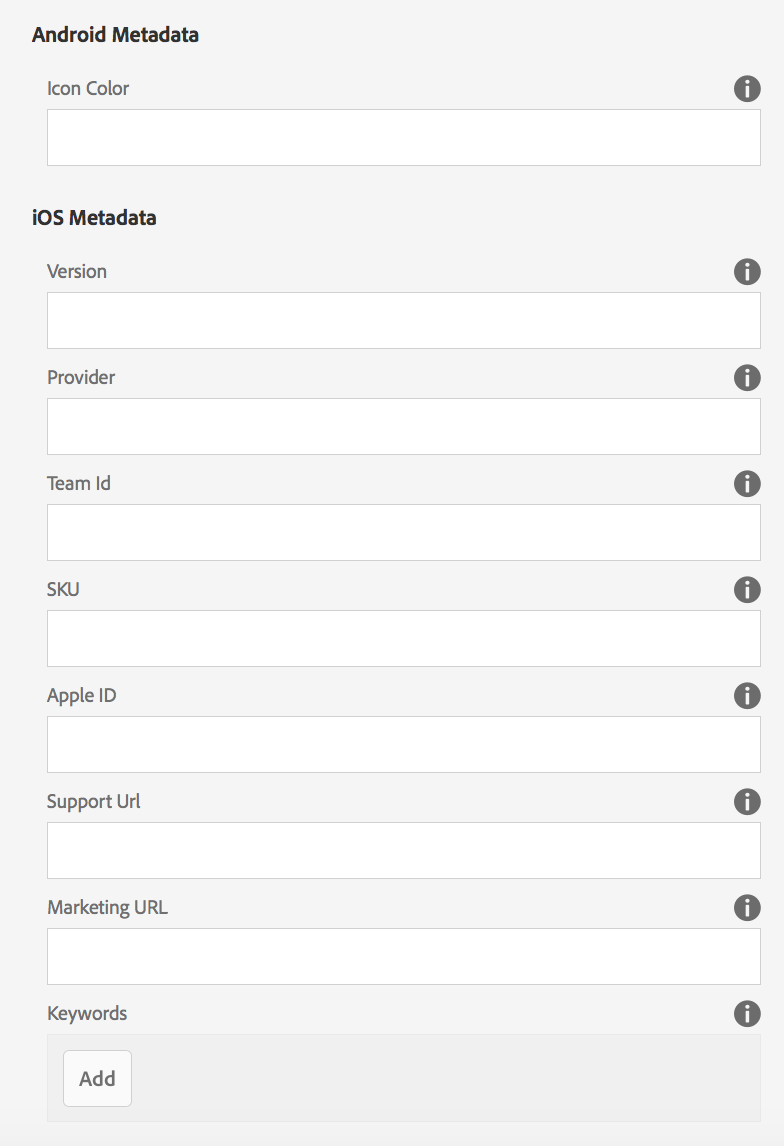 Android Metadata
Icon Color
iOS Metadata
Version
Provider
Team Id
SKU
Apple ID
Support Url
Marketing URL
Keywords
Add